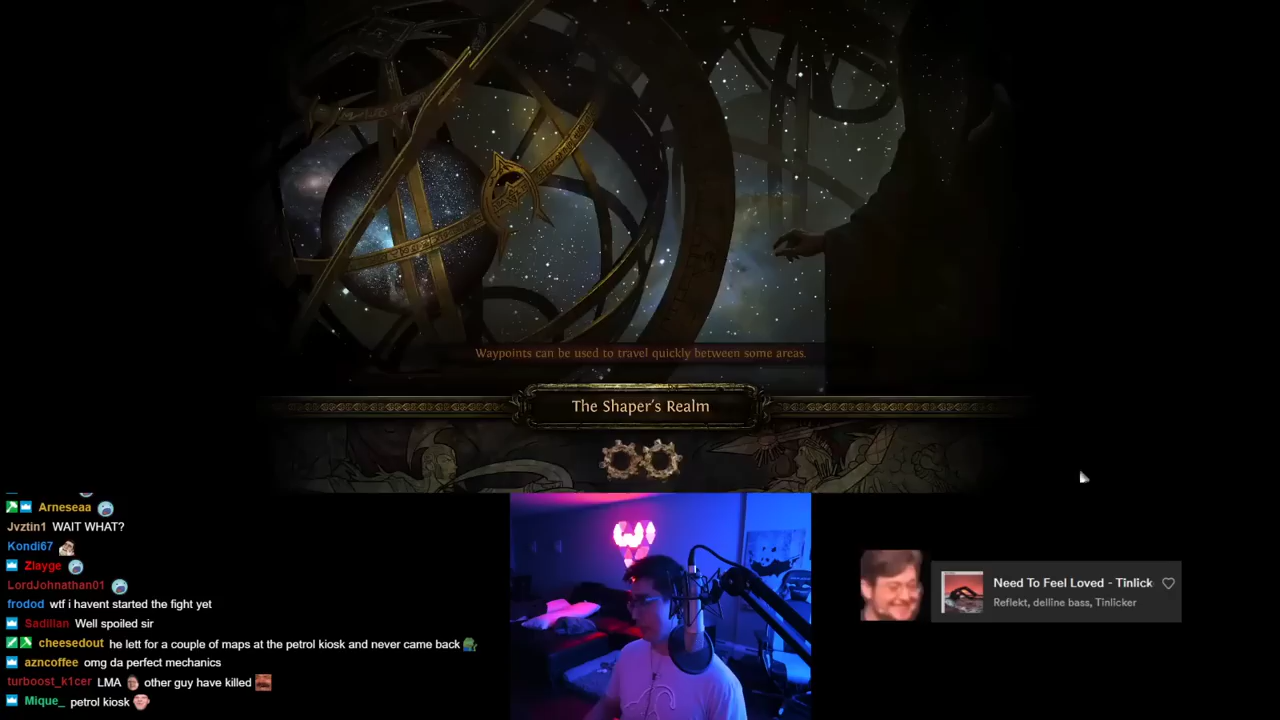 Waypoints can be used to travel quickly between some areas.
The Shaper's Realm
Arneseaa
Jvztin1 WAIT WHAT?
Kondi67
Zlayge
LordJohnathan01
frodod wtf i havent started the fight yet
Sadillan Well spoiled sir
cheesedout he lett for a couple of maps at the petrol kiosk and never came back
azncoffee omg da perfect mechanics
turboost_k1cer LMA other guy have killed
Mique_ petrol kiosk
Need To Feel Loved - Tinlick
Reflekt, delline bass, Tinlicker